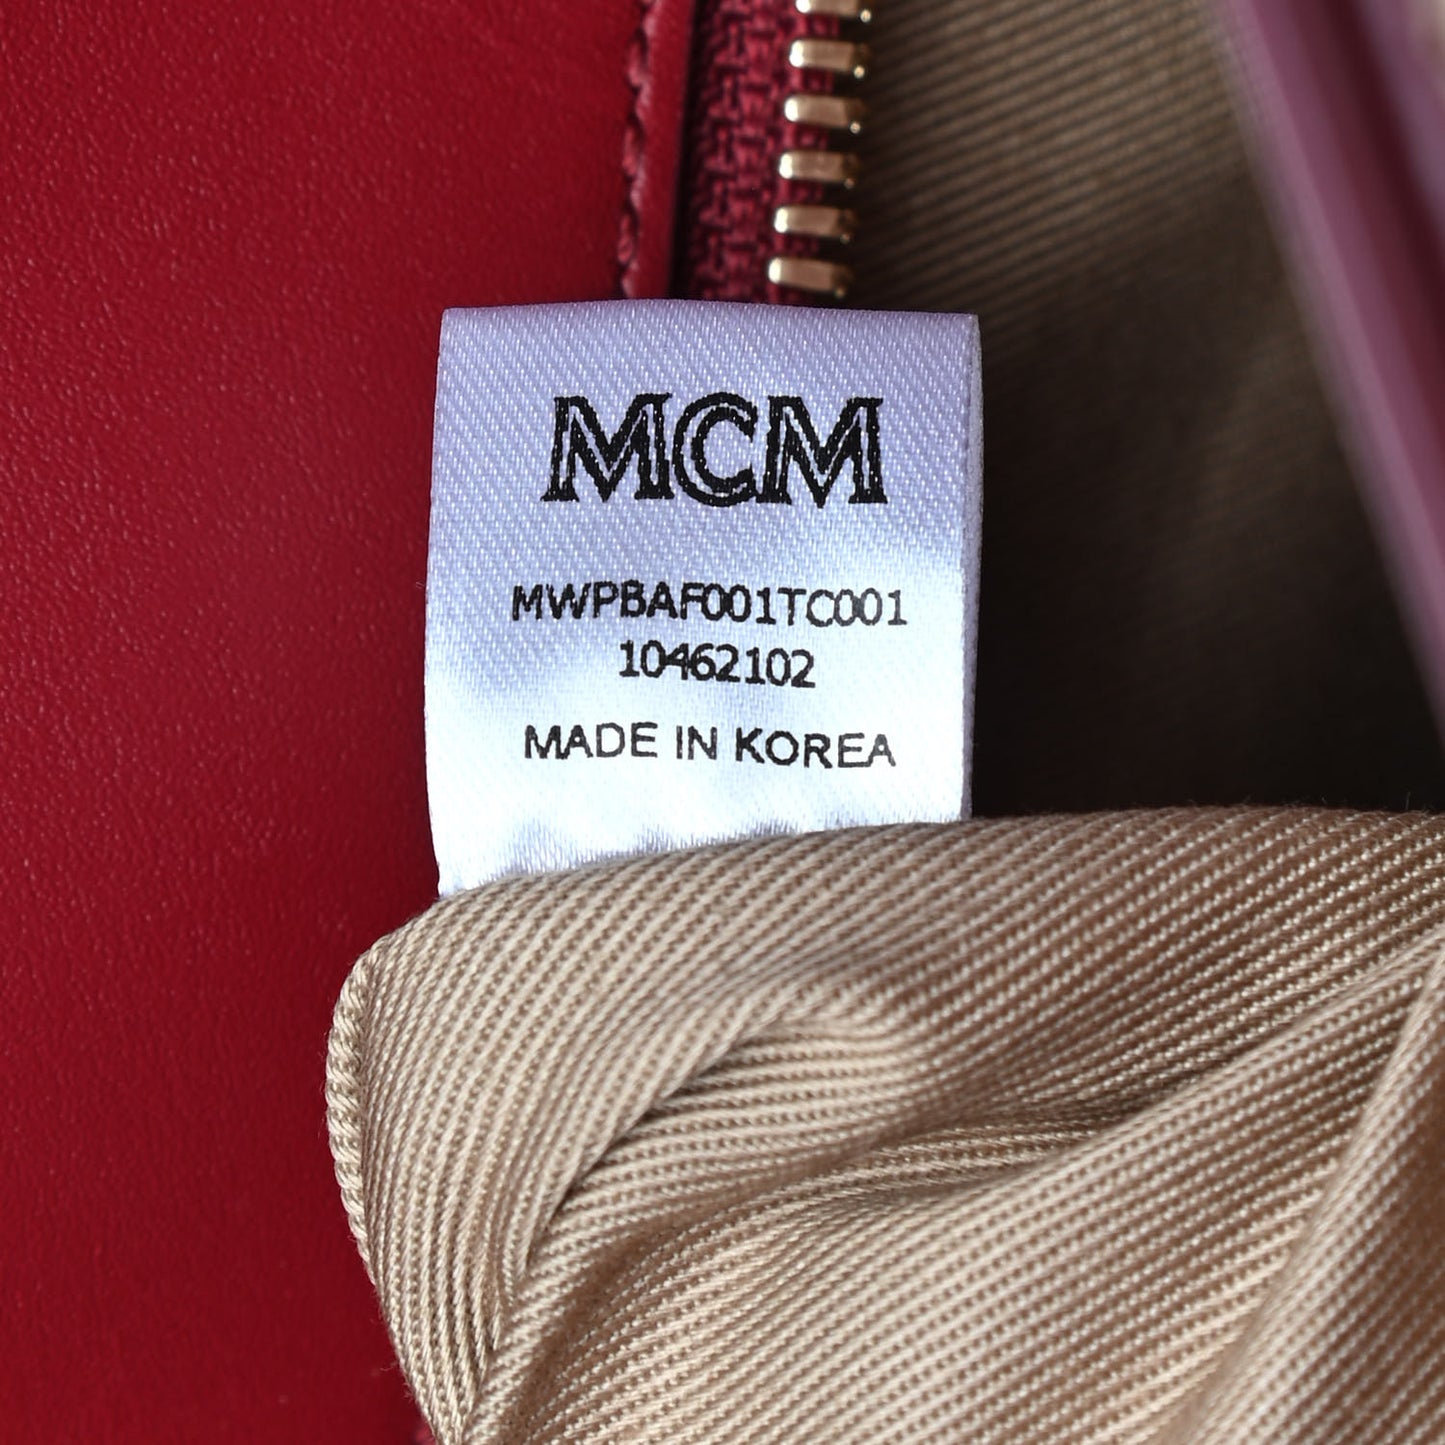 MCM
MWPBAF001TC001
10462102
MADE IN KOREA